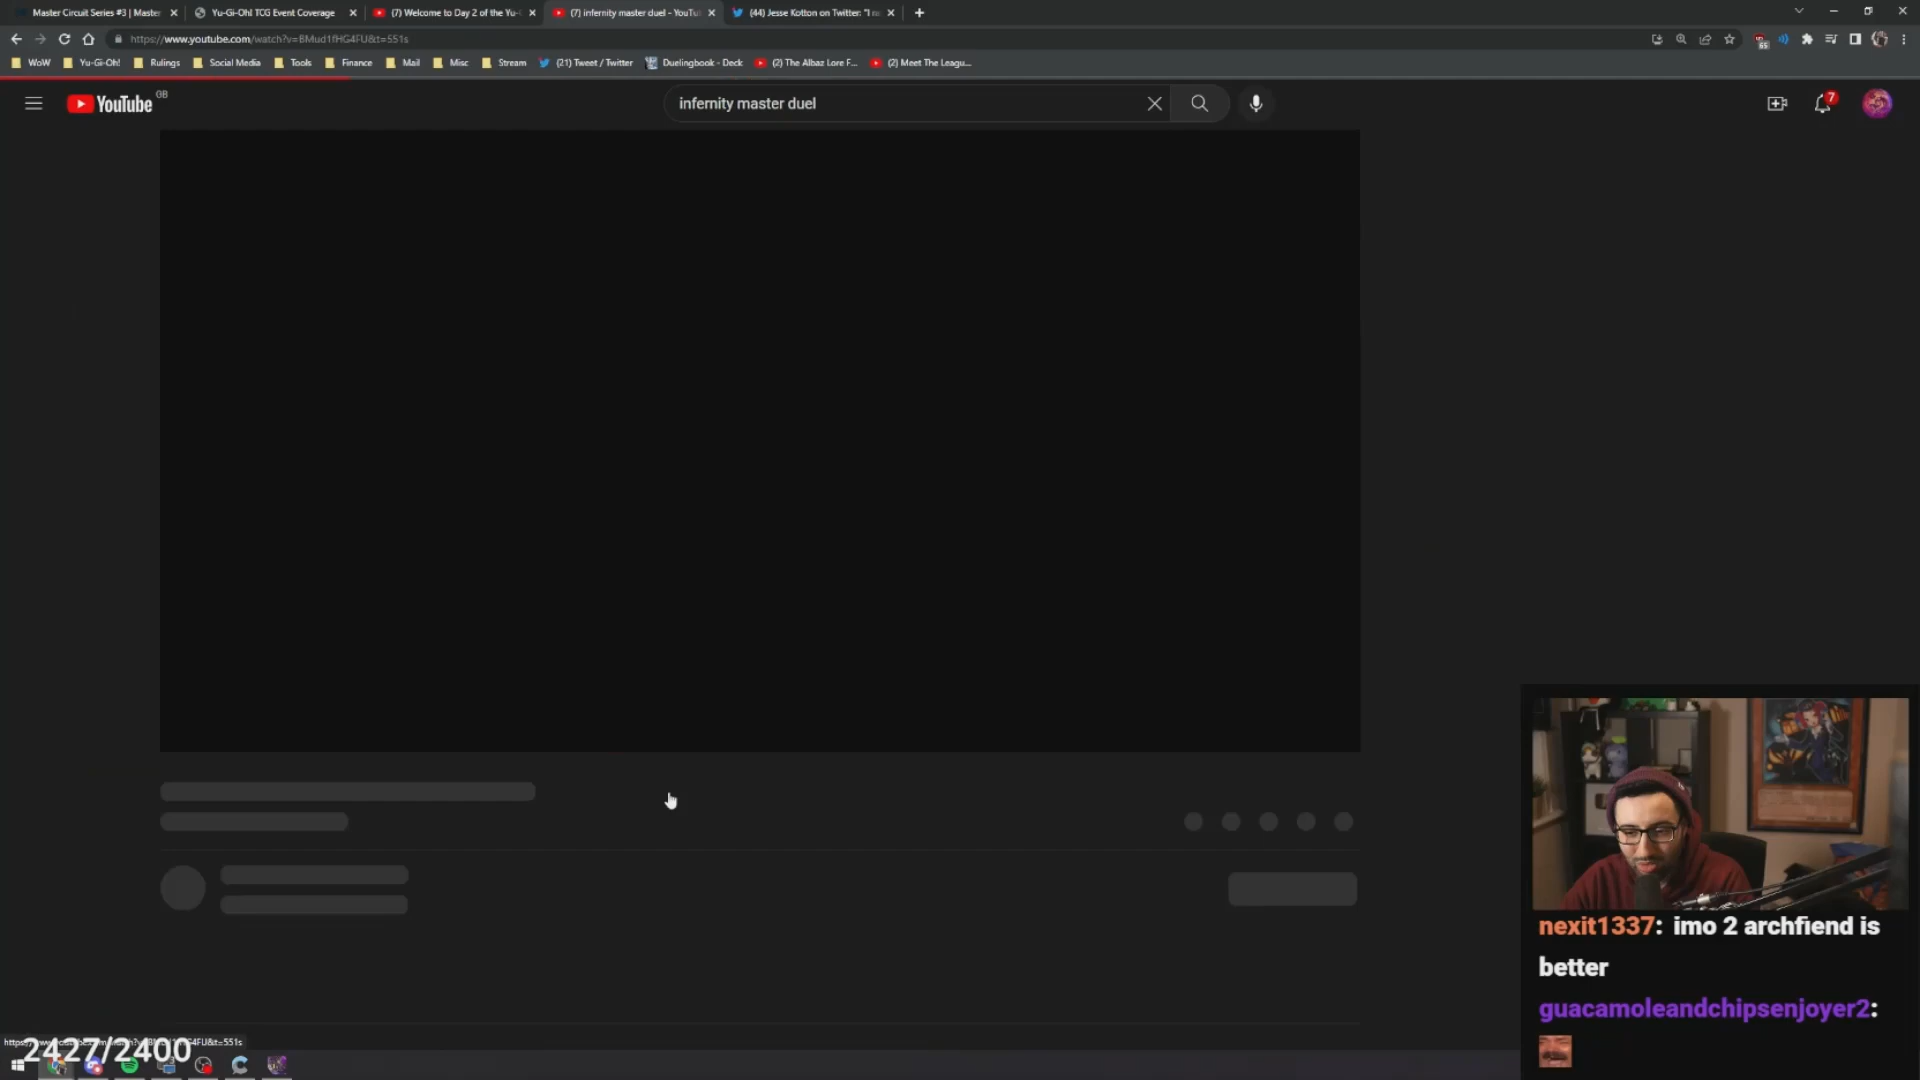 Master Circuit Series #3 | Master
Yu-Gi-Oh! TCG Event Coverage
(7) Welcome to Day 2 of the Yu-
(7) infernity master duel - YouTu
(44) Jesse Kotton on Twitter: "I
https://www.youtube.com/watch?v=BMud1fHG4FU&t=551s
WoW
Yu-Gi-Oh!
Rulings
Social Media
Tools
Finance
Mail
Misc
Stream
(21) Tweet / Twitter
Duelingbook - Deck
(2) The Albaz Lore F...
(2) Meet The Leagu...
YouTube GB
infernity master duel
7
nexit1337: imo 2 archfiend is
better
guacamoleandchipsenjoyer2:
2427/2400